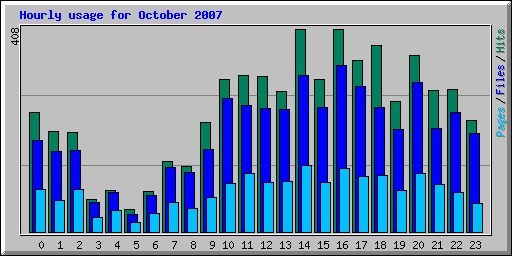 Hourly usage for October 2007
408
Pages / Files / Hits
0 1 2 3 4 5 6 7 8 9 10 11 12 13 14 15 16 17 18 19 20 21 22 23